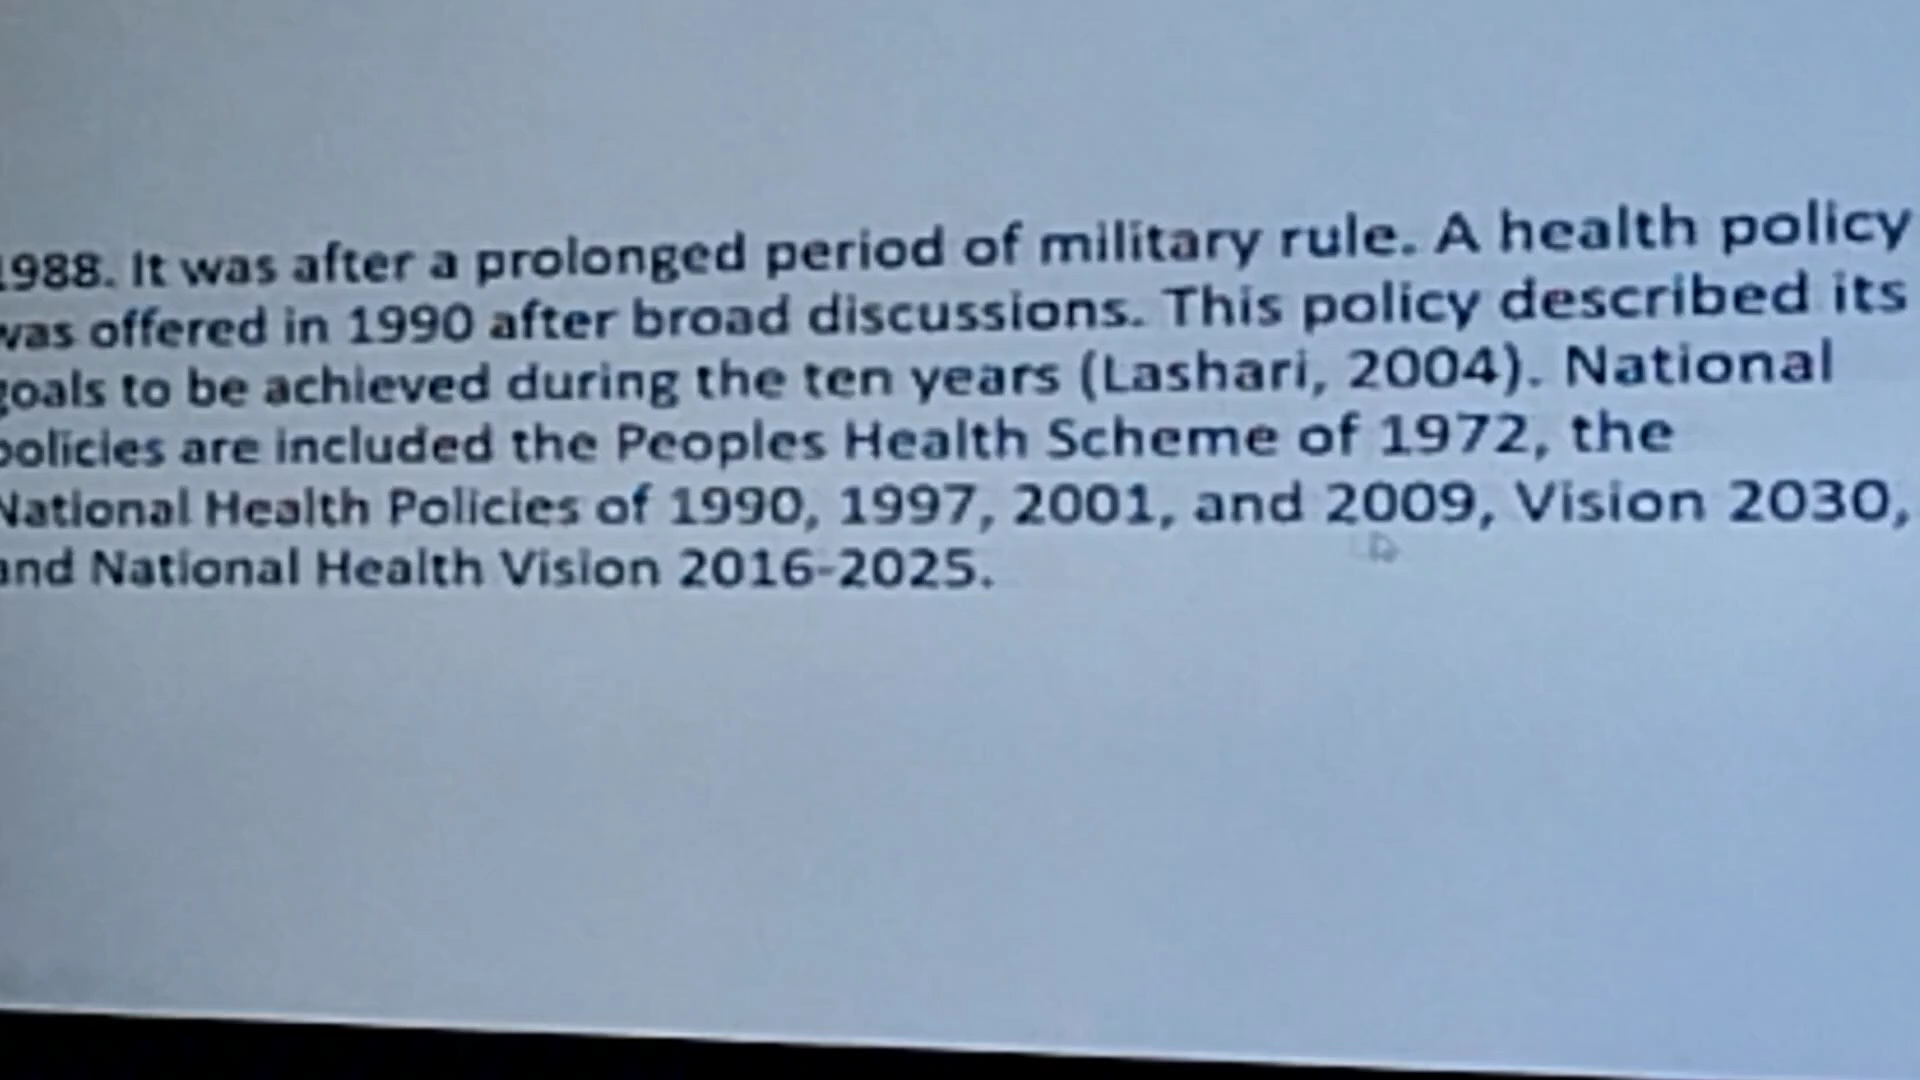 1988. It was after a prolonged period of military rule. A health policy
was offered in 1990 after broad discussions. This policy described its
goals to be achieved during the ten years (Lashari, 2004). National
policies are included the Peoples Health Scheme of 1972, the
National Health Policies of 1990, 1997, 2001, and 2009, Vision 2030,
and National Health Vision 2016-2025.